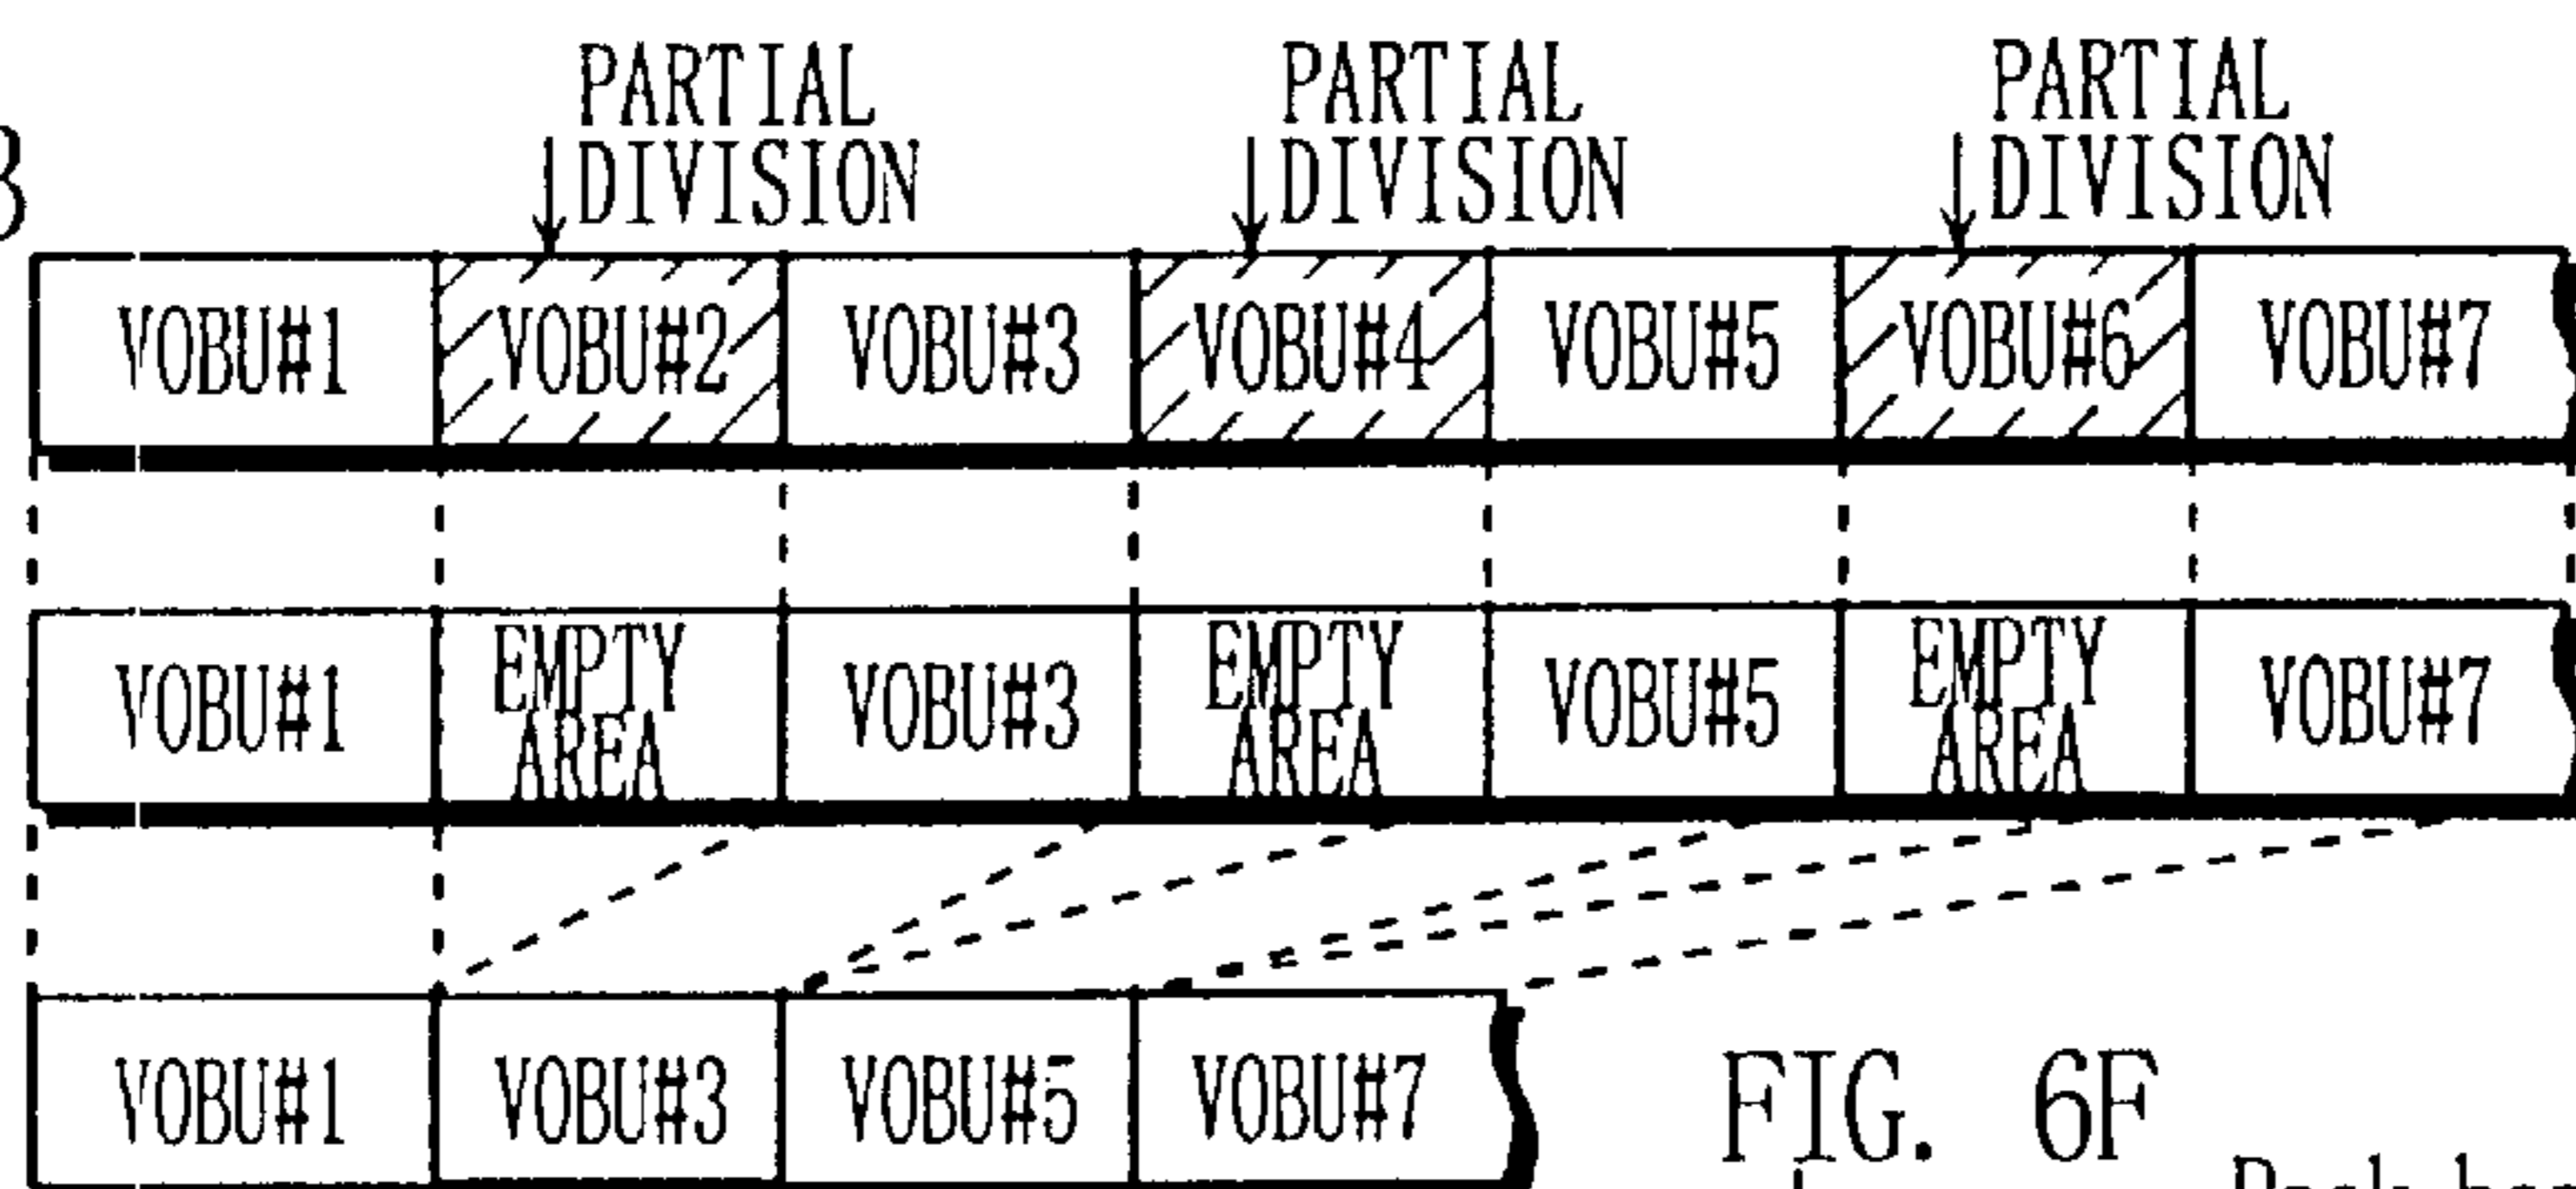 PARTIAL DIVISION PARTIAL DIVISION PARTIAL DIVISION
VOBU#1 VOBU#2 VOBU#3 VOBU#4 VOBU#5 VOBU#6 VOBU#7
VOBU#1 EMPTY AREA VOBU#3 EMPTY AREA VOBU#5 EMPTY AREA VOBU#7
VOBU#1 VOBU#3 VOBU#5 VOBU#7
FIG. 6F